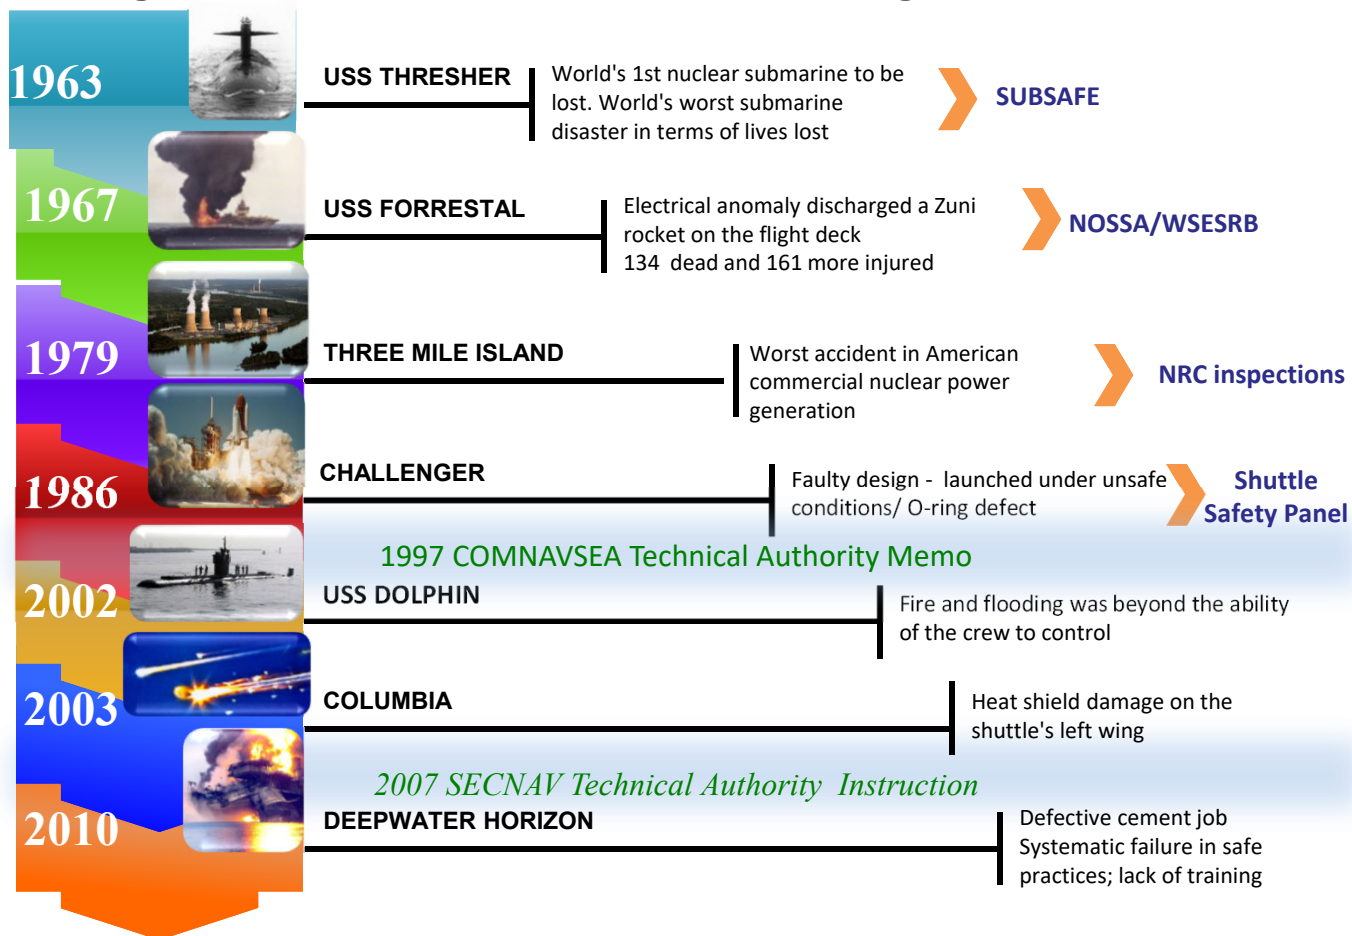 1963
USS THRESHER
World's 1st nuclear submarine to be
lost. World's worst submarine
disaster in terms of lives lost
SUBSAFE
1967
USS FORRESTAL
Electrical anomaly discharged a Zuni
rocket on the flight deck
134 dead and 161 more injured
NOSSA/WSESRB
1979
THREE MILE ISLAND
Worst accident in American
commercial nuclear power
generation
NRC inspections
1986
CHALLENGER
Faulty design - launched under unsafe
conditions/ O-ring defect
Shuttle
Safety Panel
1997 COMNAVSEA Technical Authority Memo
2002
USS DOLPHIN
Fire and flooding was beyond the ability
of the crew to control
2003
COLUMBIA
Heat shield damage on the
shuttle's left wing
2007 SECNAV Technical Authority Instruction
2010
DEEPWATER HORIZON
Defective cement job
Systematic failure in safe
practices; lack of training